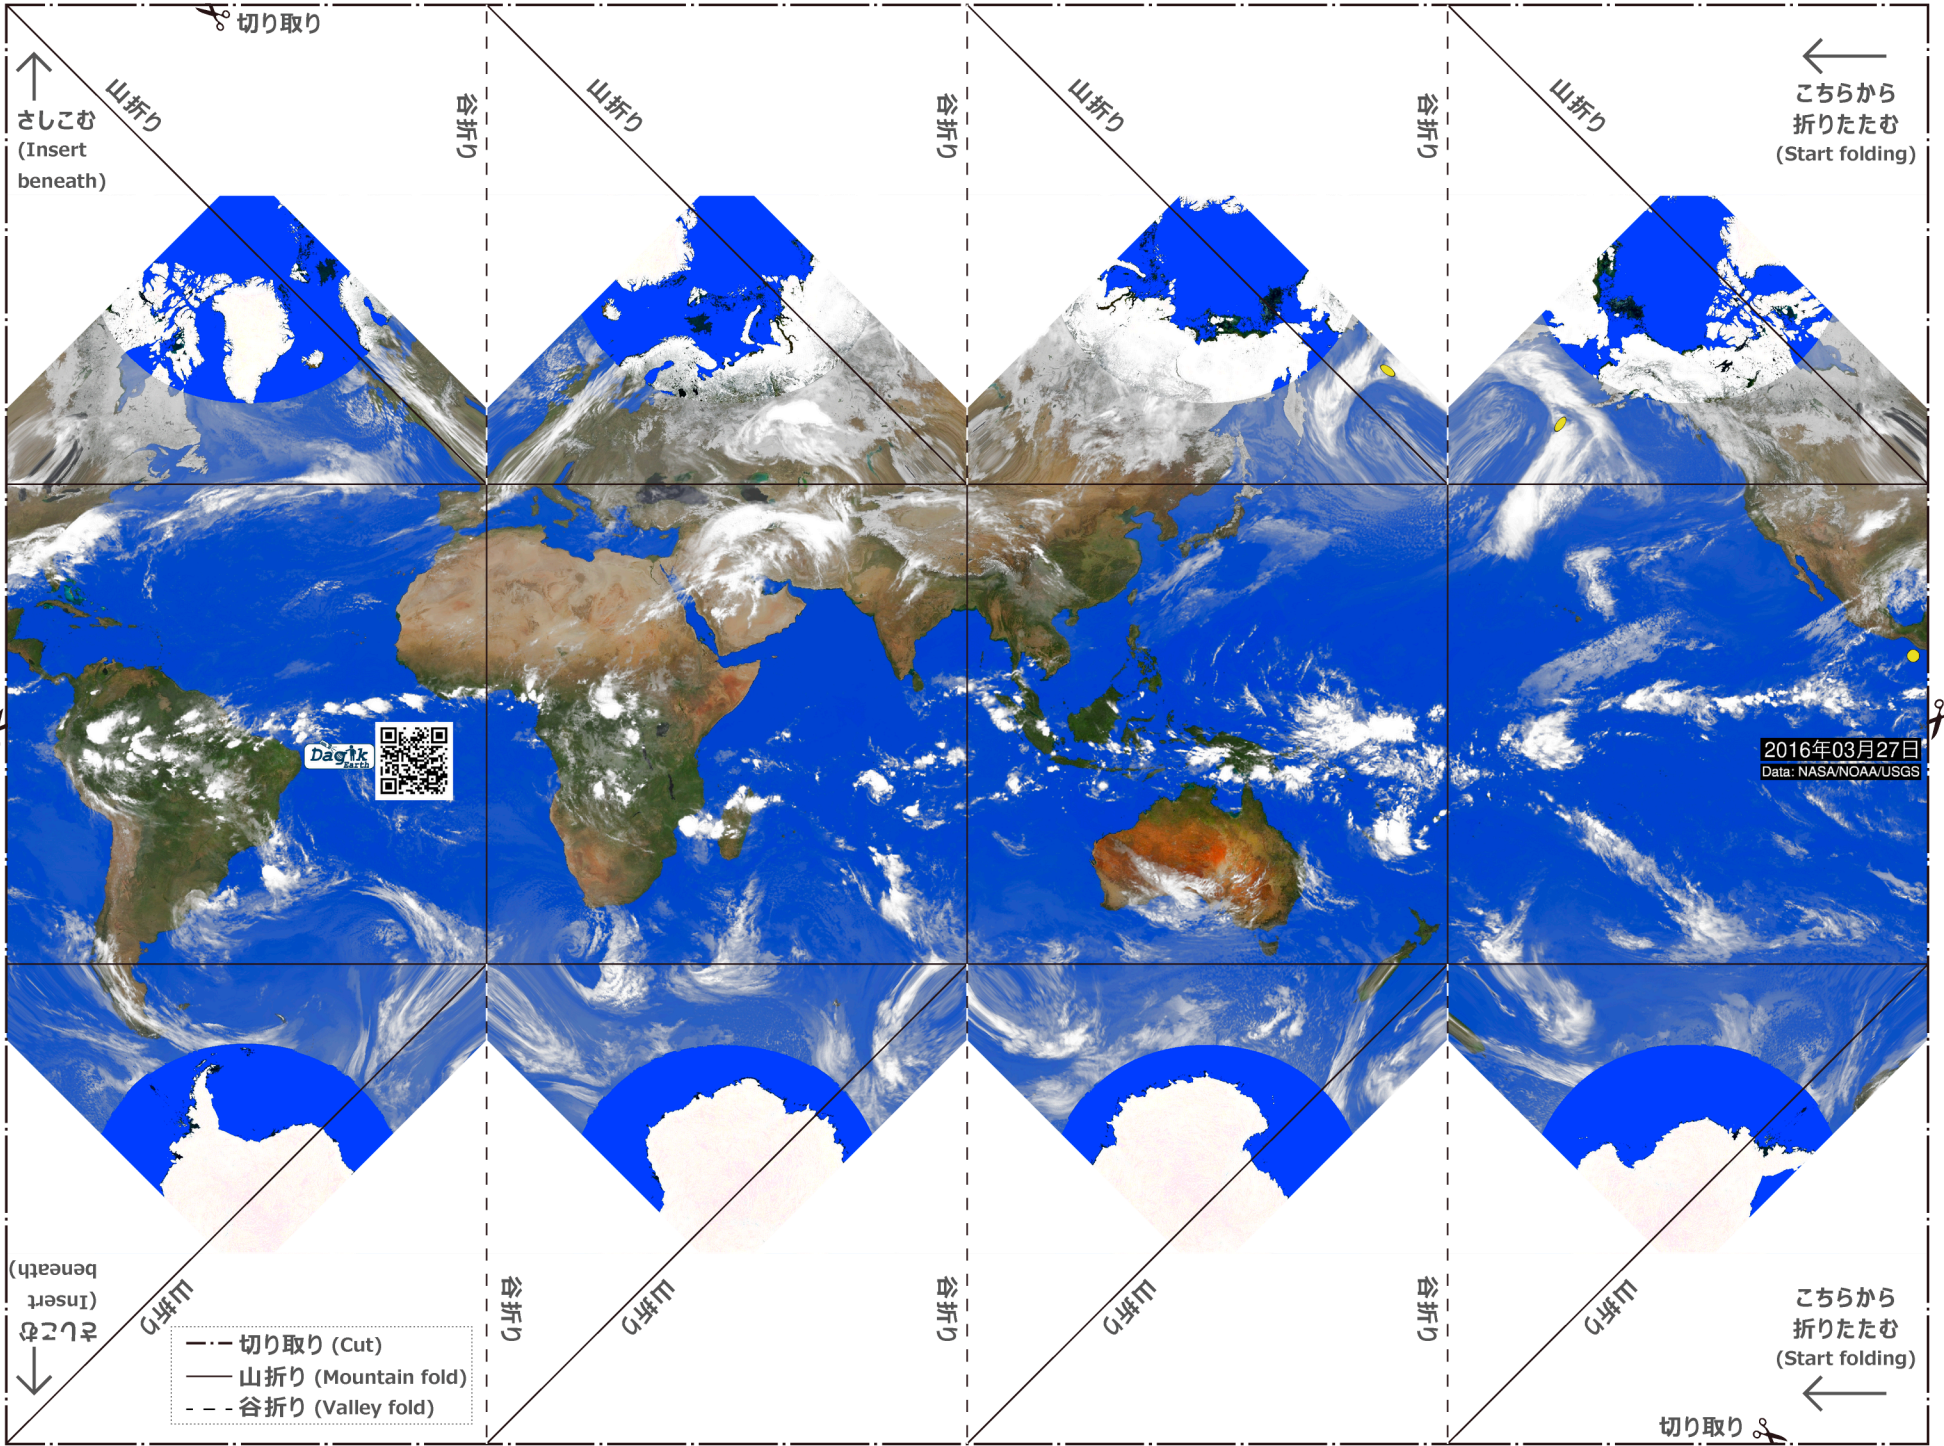 切り取り
さしこむ
(Insert
beneath)
山折り
谷折り
山折り
谷折り
山折り
谷折り
山折り
こちらから
折りたたむ
(Start folding)
Dagik
Earth
2016年03月27日
Data: NASA/NOAA/USGS
さしこむ
(Insert
beneath)
山折り
谷折り
山折り
谷折り
山折り
谷折り
山折り
こちらから
折りたたむ
(Start folding)
切り取り (Cut)
山折り (Mountain fold)
谷折り (Valley fold)
切り取り